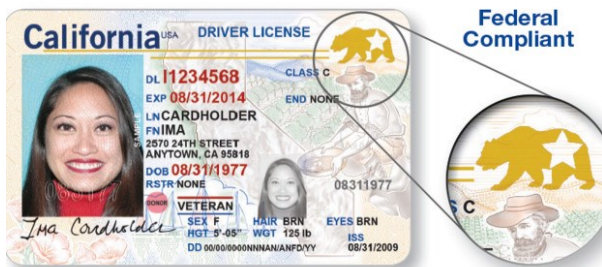 California USA DRIVER LICENSE
Federal
Compliant
DL I1234568 CLASS C
EXP 08/31/2014 END NONE
LN CARDHOLDER
FN IMA
2570 24TH STREET
ANYTOWN, CA 95818
DOB 08/31/1977
RSTR NONE 08311977
DONOR VETERAN
SEX F HAIR BRN EYES BRN
HGT 5'-05" WGT 125 lb ISS
DD 00/00/0000NNNAN/ANFD/YY 08/31/2009
Ima Cardholder
C